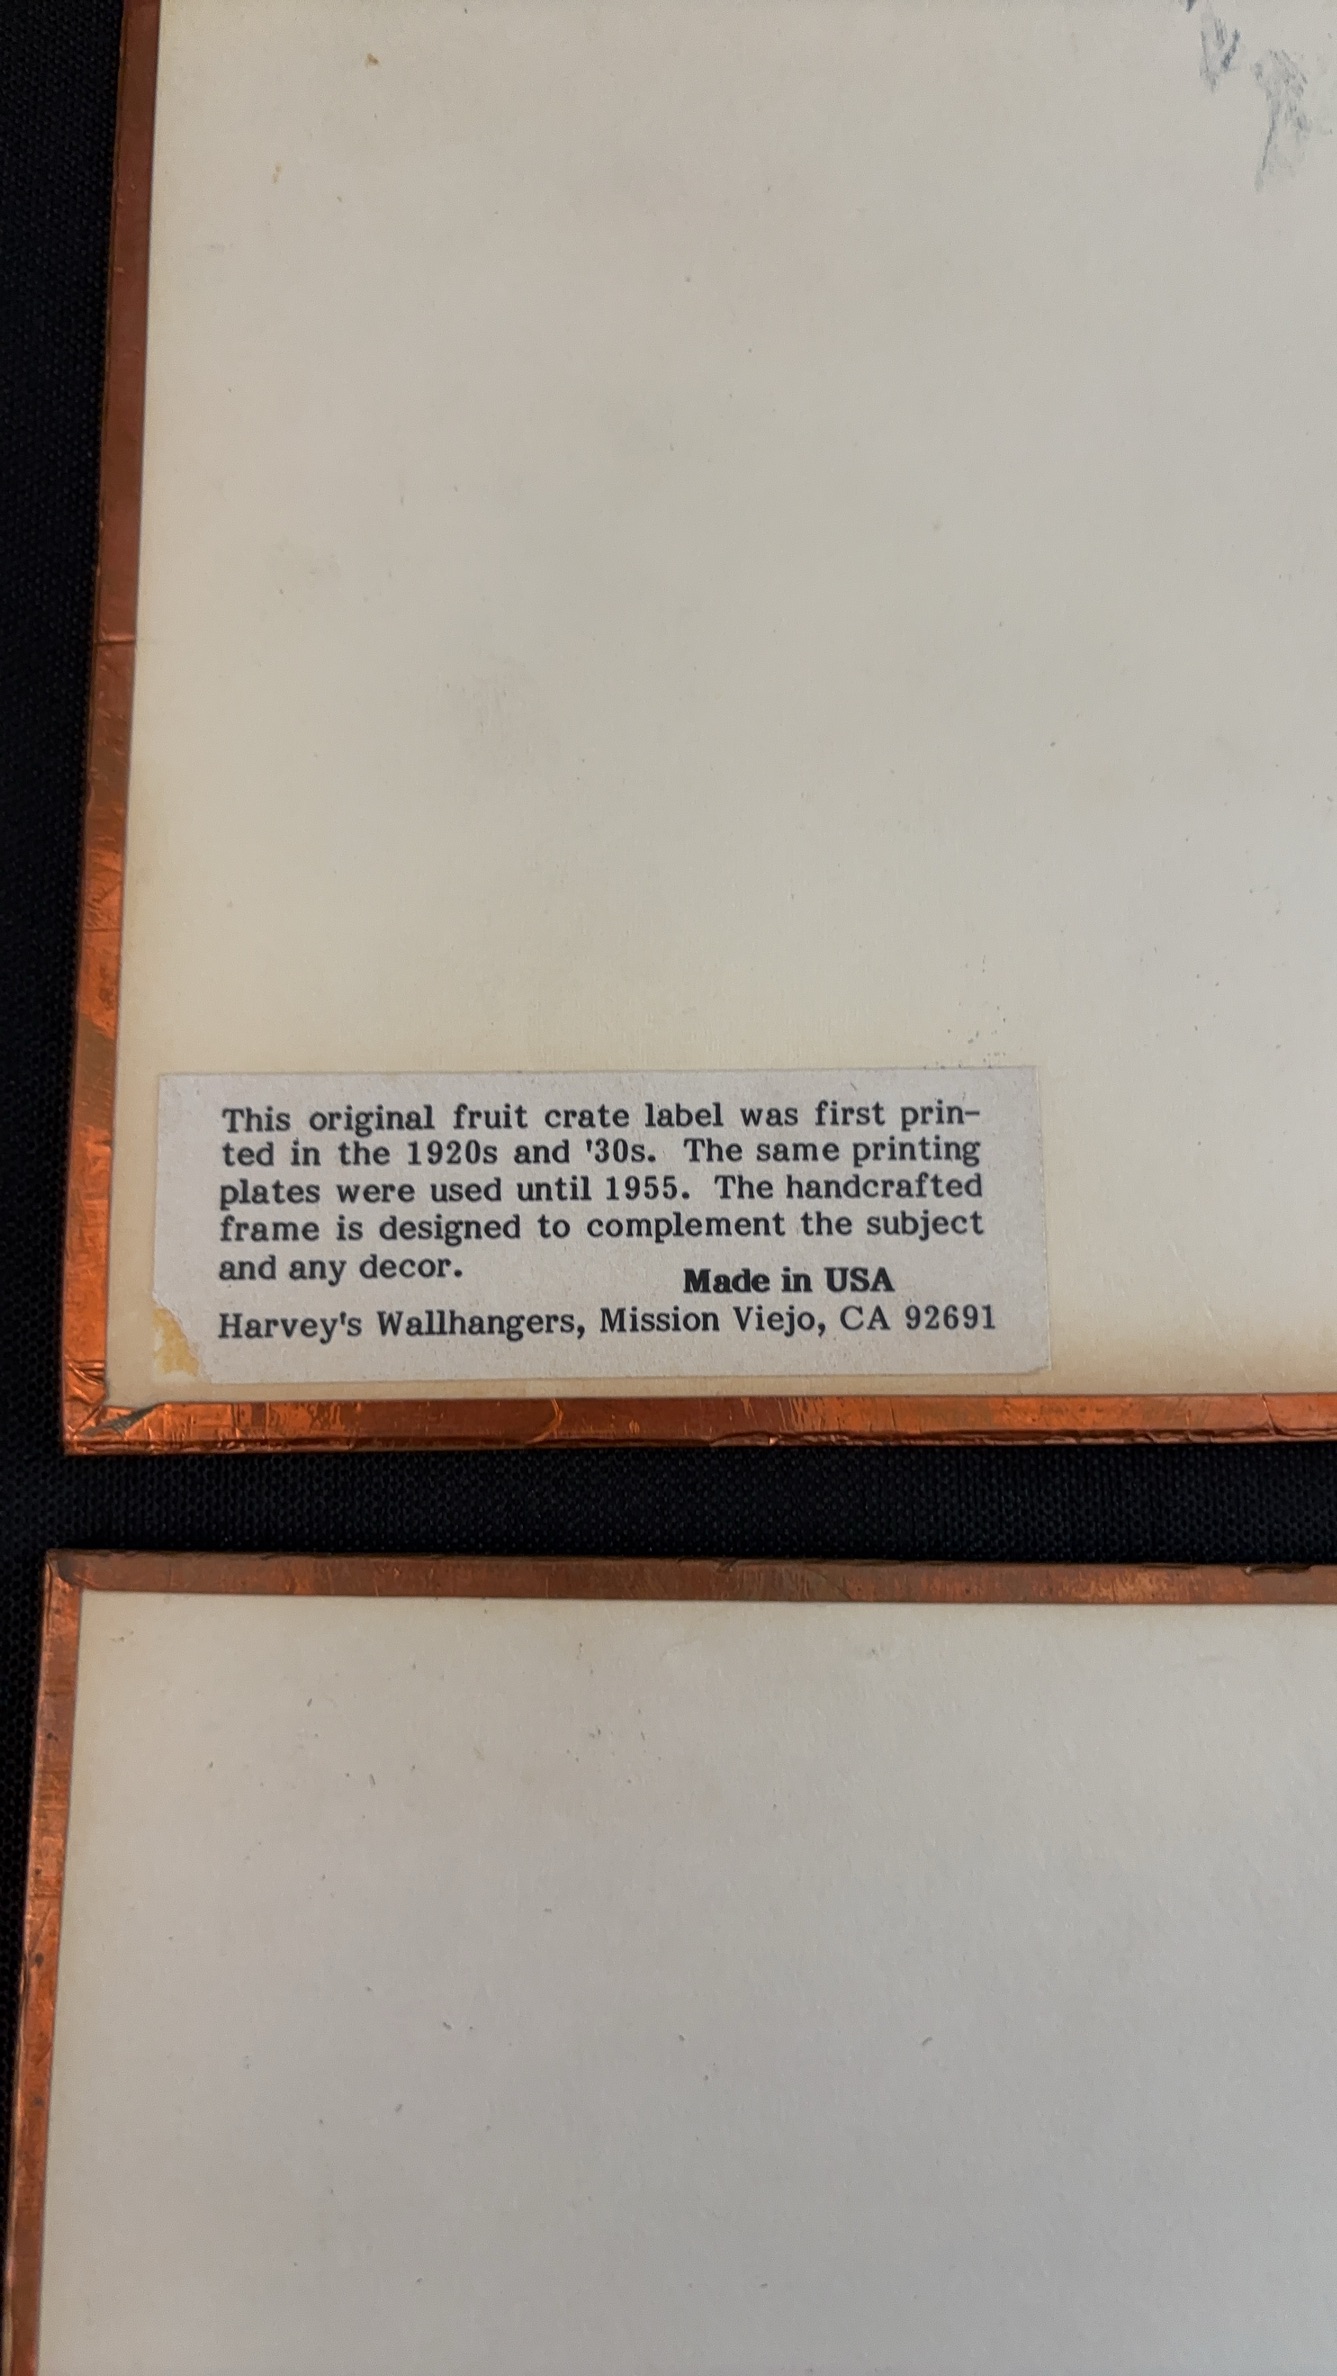 This original fruit crate label was first prin-
ted in the 1920s and '30s. The same printing
plates were used until 1955. The handcrafted
frame is designed to complement the subject
and any decor.
Made in USA
Harvey's Wallhangers, Mission Viejo, CA 92691